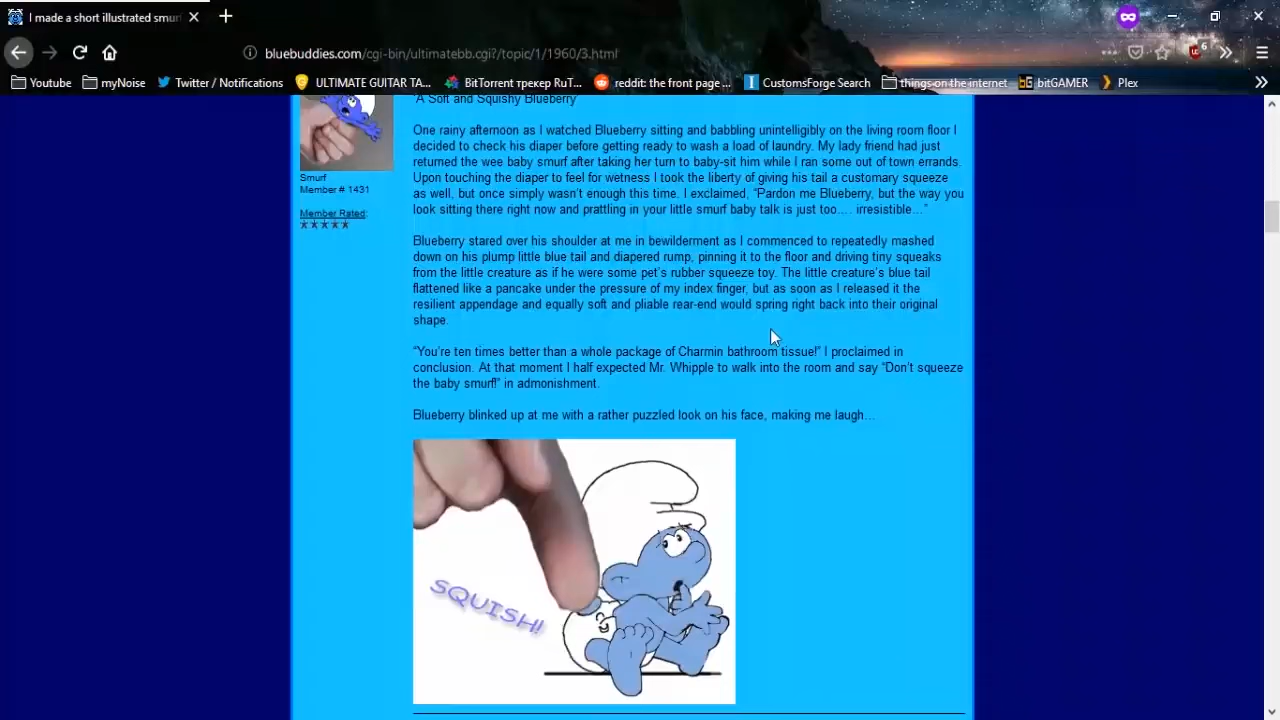 I made a short illustrated smur
bluebuddies.com/cgi-bin/ultimatebb.cgi?/topic/1/1960/3.html
6
Youtube
myNoise
Twitter / Notifications
ULTIMATE GUITAR TA...
BitTorrent трекер RuT...
reddit: the front page ...
CustomsForge Search
things on the internet
bitGAMER
Plex
"A Soft and Squishy Blueberry
Smurf
Member # 1431
Member Rated:
One rainy afternoon as I watched Blueberry sitting and babbling unintelligibly on the living room floor I
decided to check his diaper before getting ready to wash a load of laundry. My lady friend had just
returned the wee baby smurf after taking her turn to baby-sit him while I ran some out of town errands.
Upon touching the diaper to feel for wetness I took the liberty of giving his tail a customary squeeze
as well, but once simply wasn't enough this time. I exclaimed, “Pardon me Blueberry, but the way you
look sitting there right now and prattling in your little smurf baby talk is just too…. irresistible…”
Blueberry stared over his shoulder at me in bewilderment as I commenced to repeatedly mashed
down on his plump little blue tail and diapered rump, pinning it to the floor and driving tiny squeaks
from the little creature as if he were some pet’s rubber squeeze toy. The little creature’s blue tail
flattened like a pancake under the pressure of my index finger, but as soon as I released it the
resilient appendage and equally soft and pliable rear-end would spring right back into their original
shape.
“You’re ten times better than a whole package of Charmin bathroom tissue!” I proclaimed in
conclusion. At that moment I half expected Mr. Whipple to walk into the room and say “Don’t squeeze
the baby smurf!” in admonishment.
Blueberry blinked up at me with a rather puzzled look on his face, making me laugh…
SQUISH!